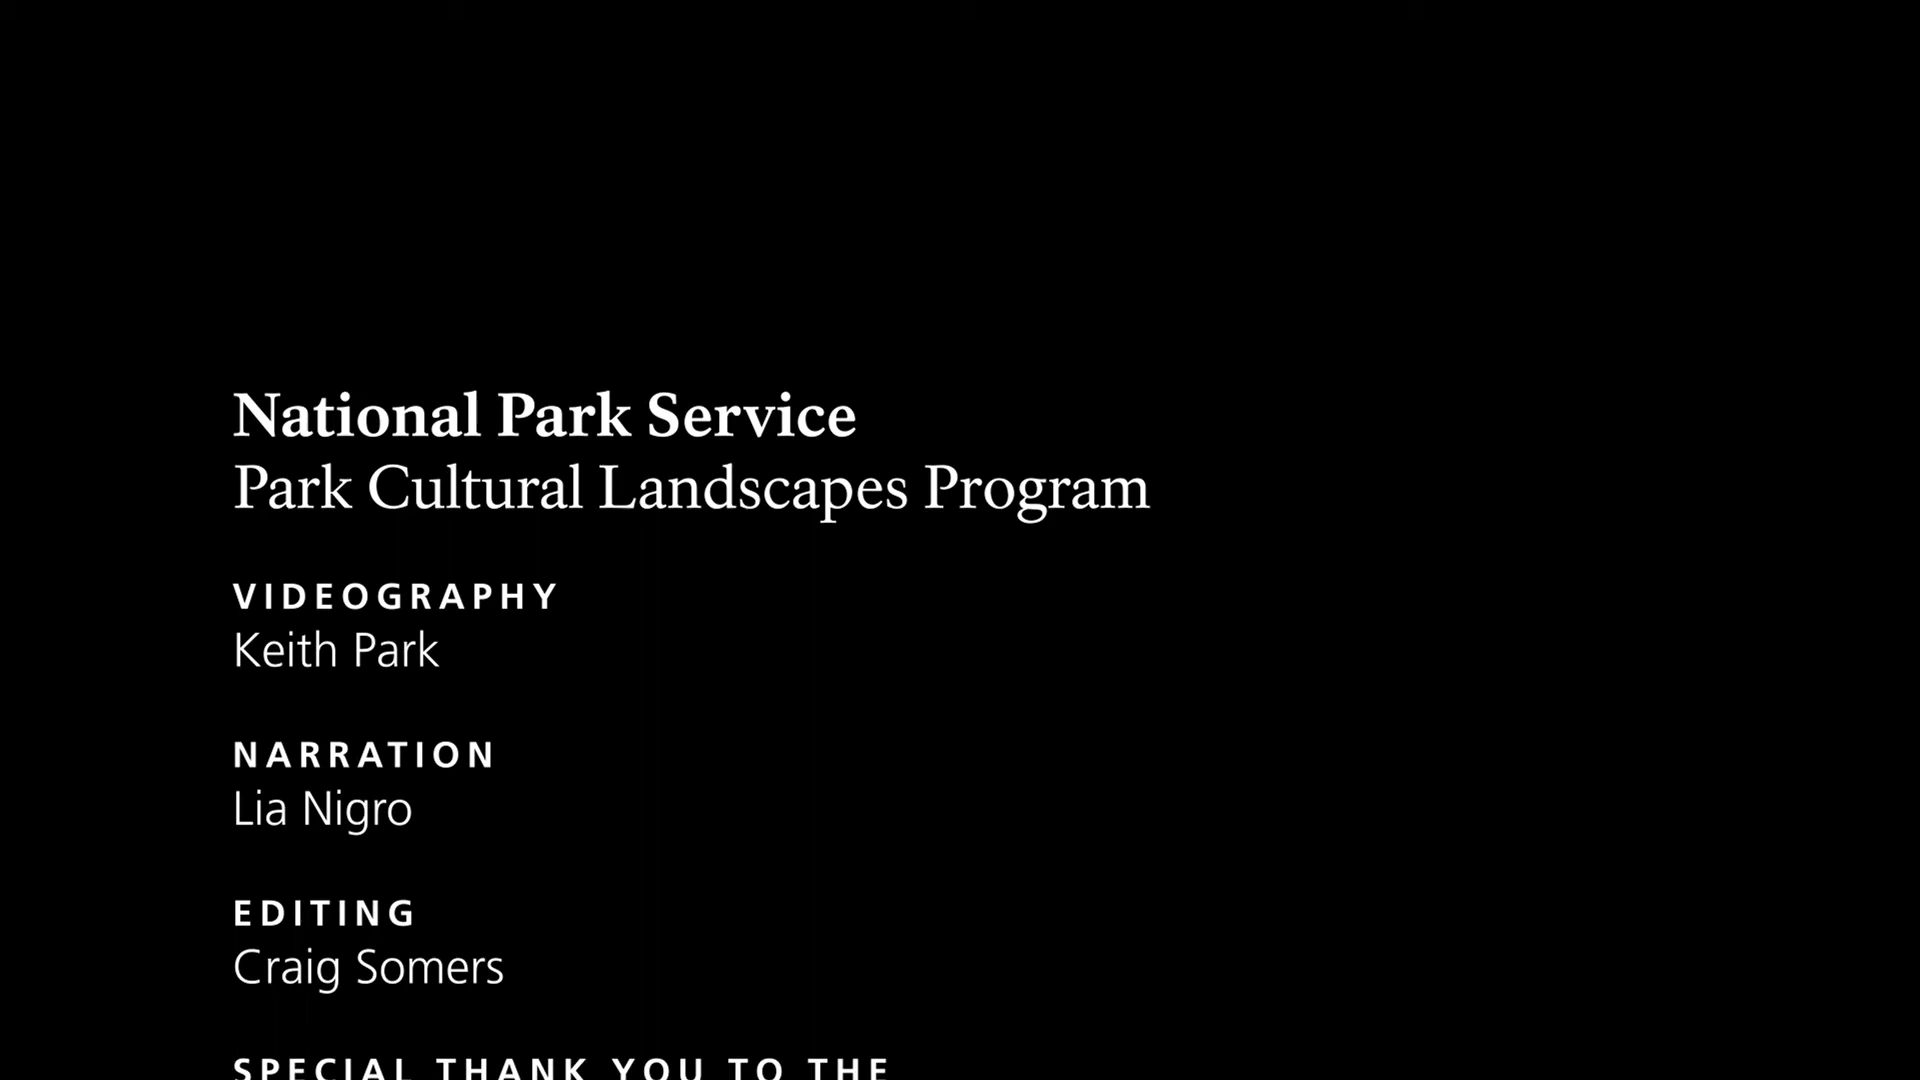 National Park Service
Park Cultural Landscapes Program
VIDEOGRAPHY
Keith Park
NARRATION
Lia Nigro
EDITING
Craig Somers
SPECIAL THANK YOU TO THE